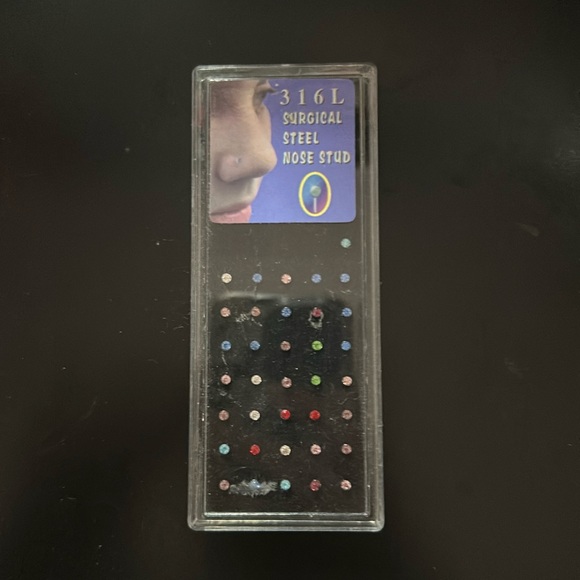 316L
SURGICAL
STEEL
NOSE STUD